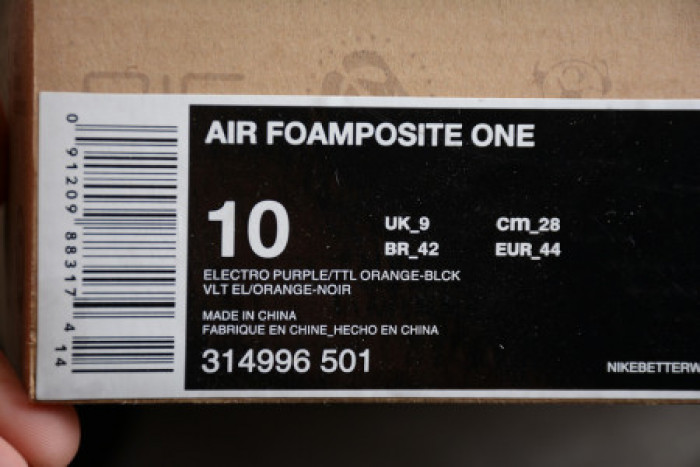 AIR FOAMPOSITE ONE
10
UK_9 cm_28
BR_42 EUR_44
ELECTRO PURPLE/TTL ORANGE-BLCK
VLT EL/ORANGE-NOIR
MADE IN CHINA
FABRIQUE EN CHINE_HECHO EN CHINA
314996 501
NIKEBETTERW
0 91209 88317 4 14